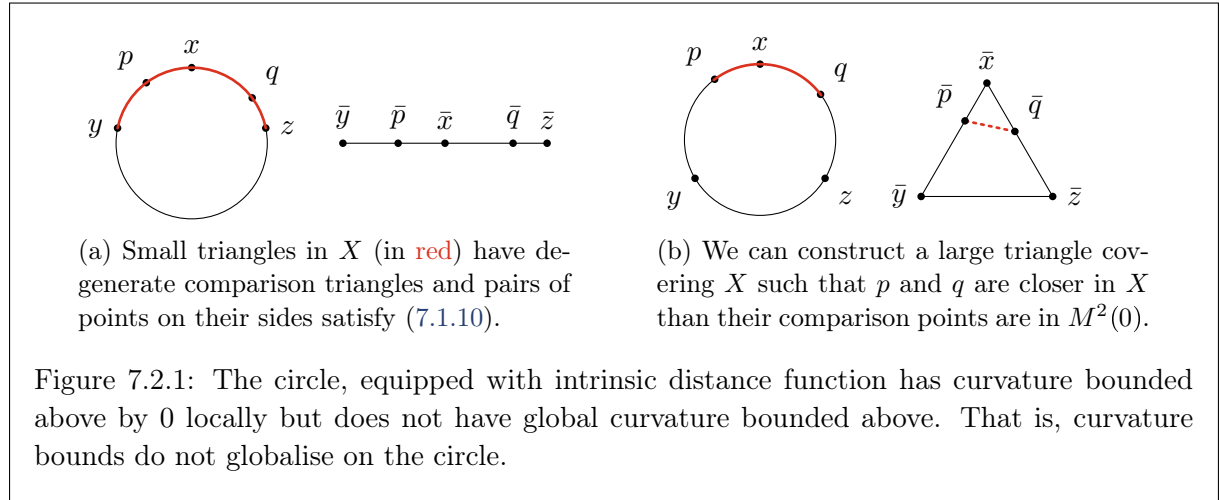 x
p
q
y
z
ȳ
p̄
x̄
q̄
z̄
(a) Small triangles in X (in red) have de-
generate comparison triangles and pairs of
points on their sides satisfy (7.1.10).
x
p
q
y
z
x̄
p̄
q̄
ȳ
z̄
(b) We can construct a large triangle cov-
ering X such that p and q are closer in X
than their comparison points are in M²(0).
Figure 7.2.1: The circle, equipped with intrinsic distance function has curvature bounded
above by 0 locally but does not have global curvature bounded above. That is, curvature
bounds do not globalise on the circle.